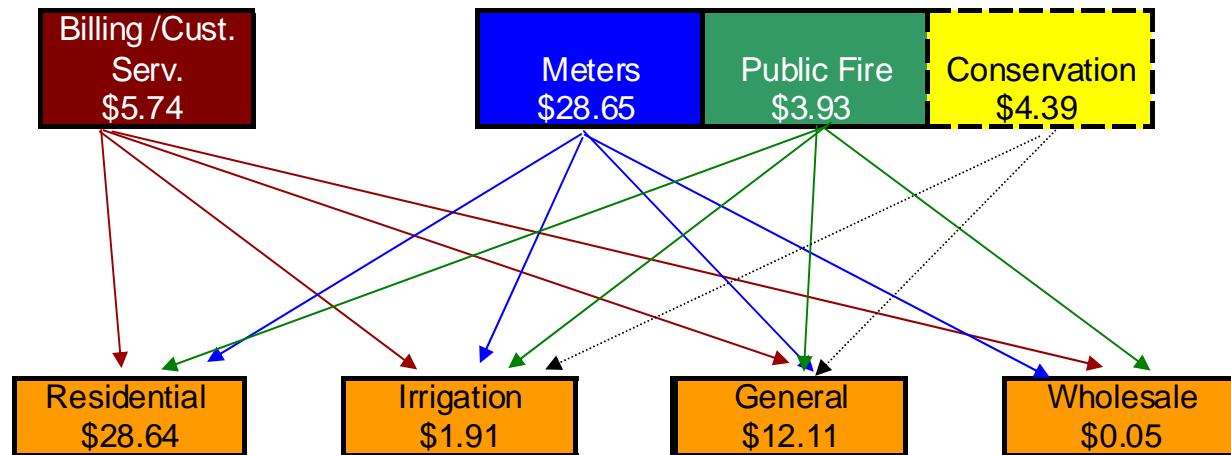 Billing /Cust.
Serv.
$5.74
Meters
$28.65
Public Fire
$3.93
Conservation
$4.39
Residential
$28.64
Irrigation
$1.91
General
$12.11
Wholesale
$0.05